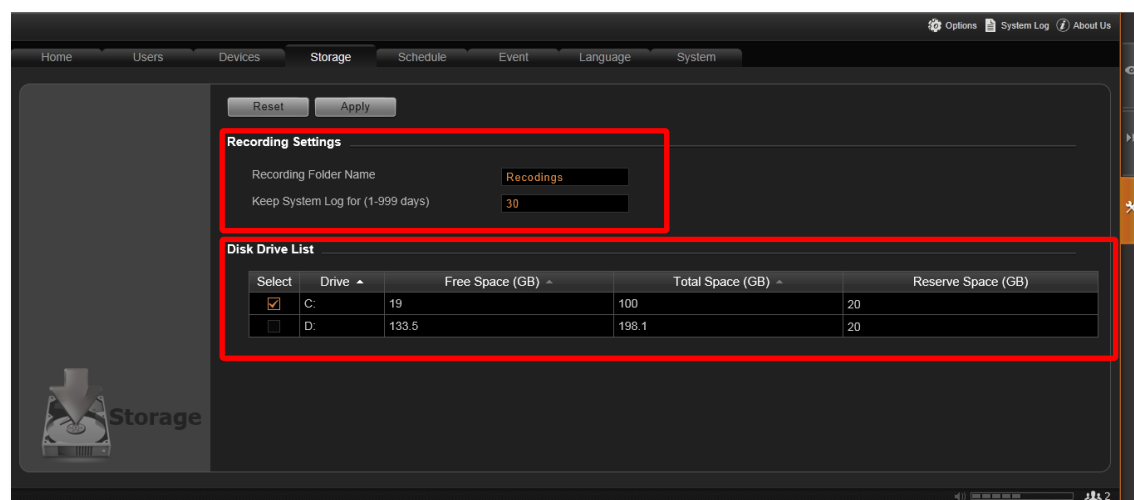 Options System Log About Us
Home Users Devices Storage Schedule Event Language System
Reset Apply
Recording Settings
Recording Folder Name Recodings
Keep System Log for (1-999 days) 30
Disk Drive List
Select Drive Free Space (GB) Total Space (GB) Reserve Space (GB)
C: 19 100 20
D: 133.5 198.1 20
Storage
2